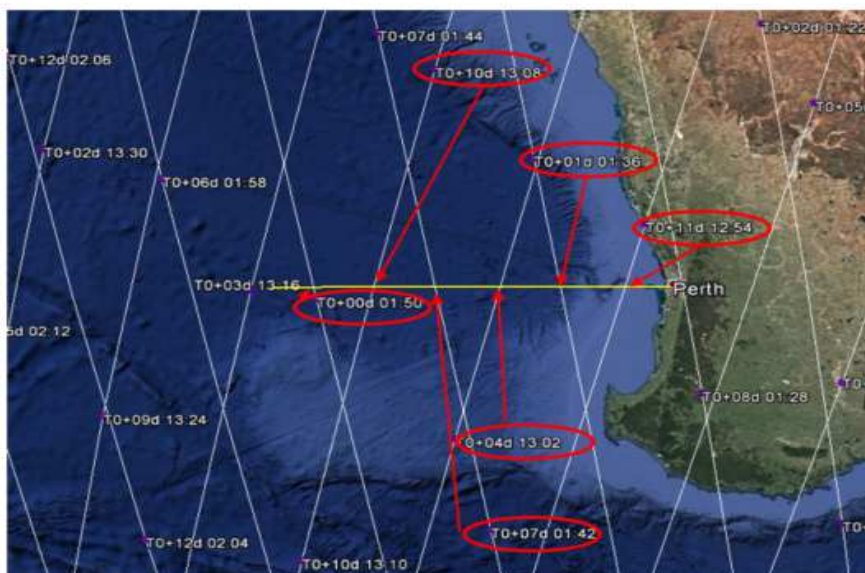 T0+02d 01:22
T0+07d 01:44
T0+12d 02:06
T0+10d 13:08
T0+05
T0+02d 13:30
T0+01d 01:36
T0+06d 01:58
T0+11d 12:54
T0+03d 13:16
Perth
T0+00d 01:50
5d 02:12
T0+
T0+08d 01:28
T0+09d 13:24
T0+04d 13:02
T0+07d 01:42
T0+
T0+12d 02:04
T0+10d 13:10